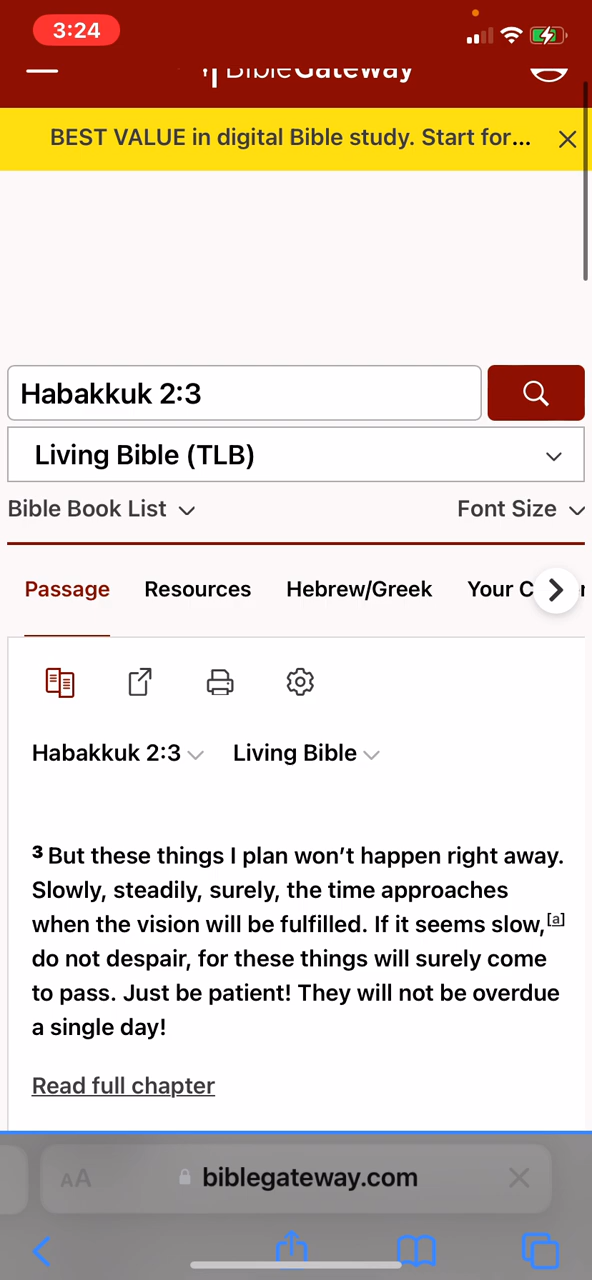 3:24
BibleGateway
BEST VALUE in digital Bible study. Start for...
Habakkuk 2:3
Living Bible (TLB)
Bible Book List
Font Size
Passage Resources Hebrew/Greek Your C
Habakkuk 2:3 Living Bible
3 But these things I plan won’t happen right away.
Slowly, steadily, surely, the time approaches
when the vision will be fulfilled. If it seems slow,[a]
do not despair, for these things will surely come
to pass. Just be patient! They will not be overdue
a single day!
Read full chapter
AA biblegateway.com